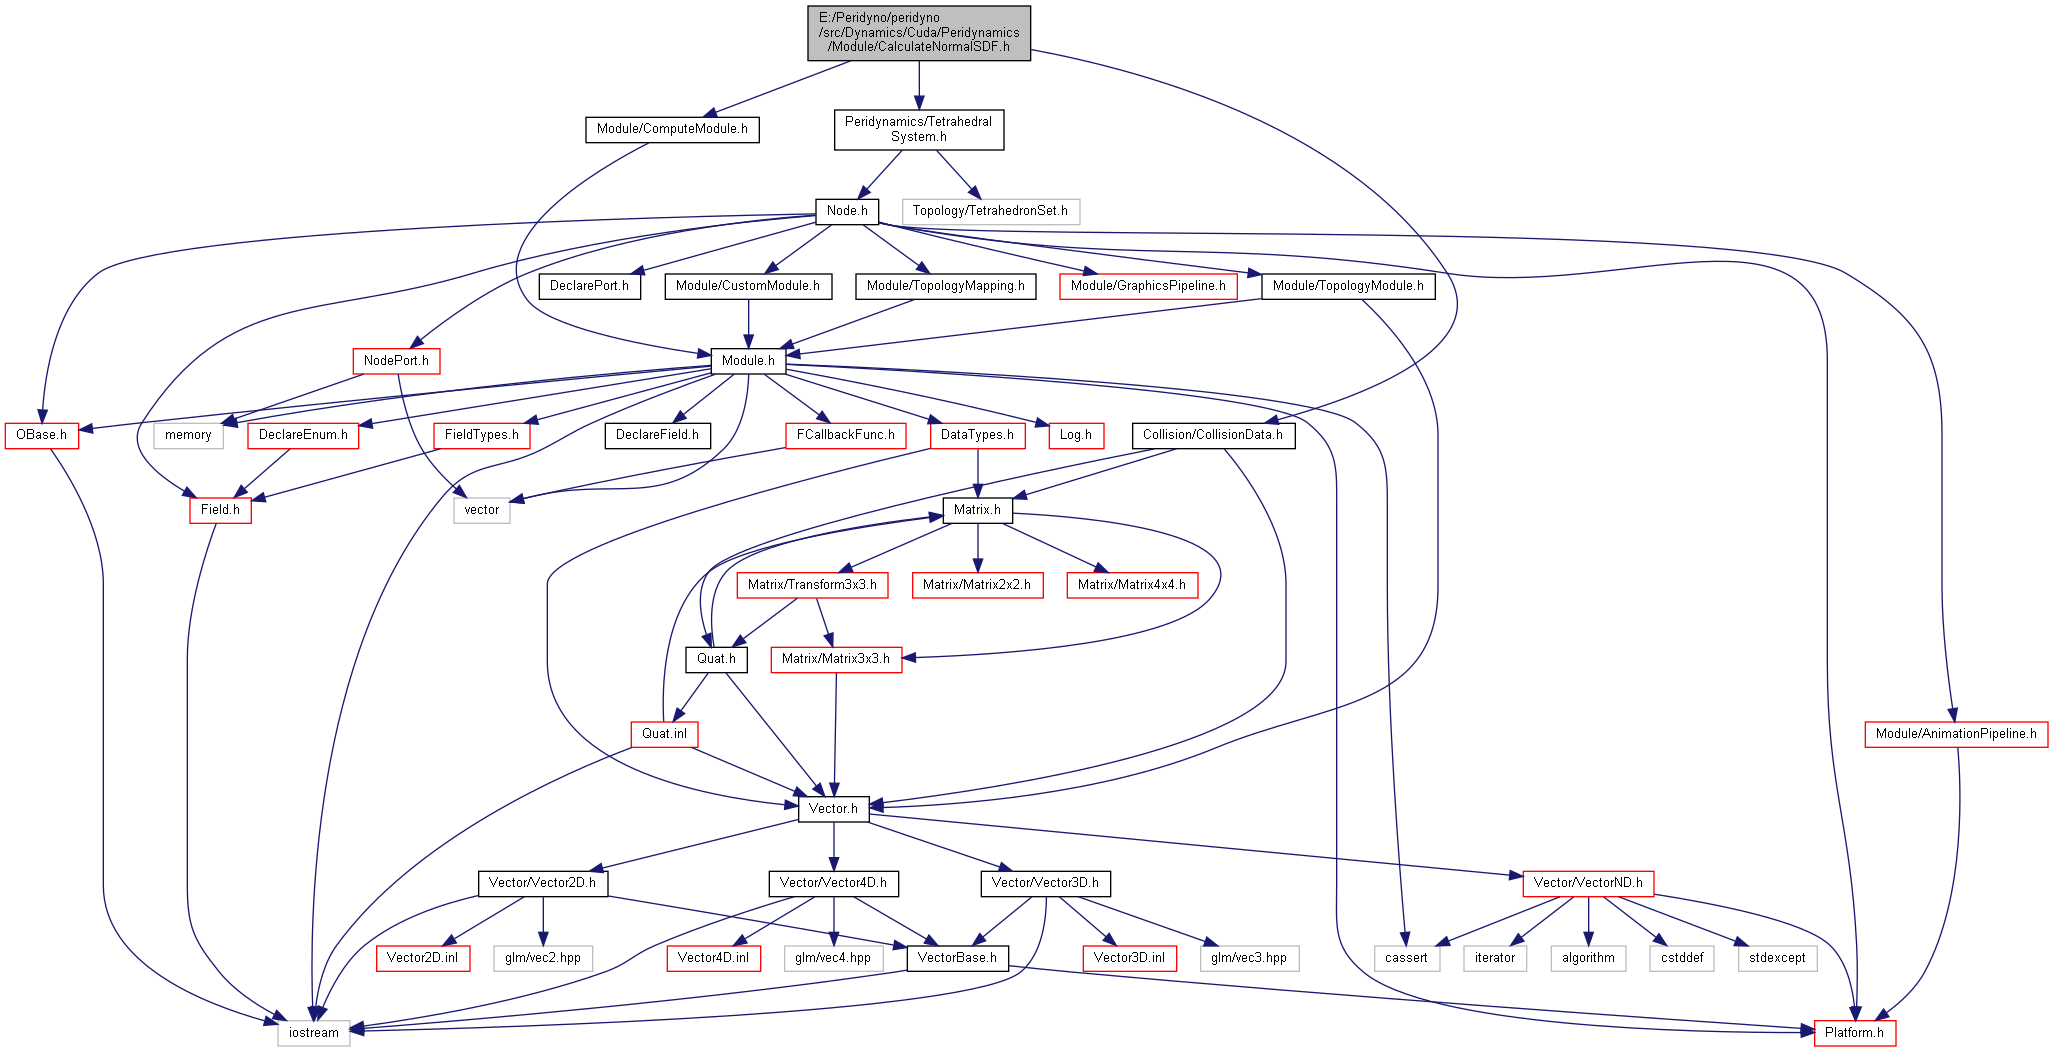 E:/Peridyno/peridyno
/src/Dynamics/Cuda/Peridynamics
/Module/CalculateNormalSDF.h
Module/ComputeModule.h
Peridynamics/Tetrahedral
System.h
Node.h
Topology/TetrahedronSet.h
DeclarePort.h
Module/CustomModule.h
Module/TopologyMapping.h
Module/GraphicsPipeline.h
Module/TopologyModule.h
NodePort.h
Module.h
OBase.h
memory
DeclareEnum.h
FieldTypes.h
DeclareField.h
FCallbackFunc.h
DataTypes.h
Log.h
Collision/CollisionData.h
Field.h
vector
Matrix.h
Matrix/Transform3x3.h
Matrix/Matrix2x2.h
Matrix/Matrix4x4.h
Quat.h
Matrix/Matrix3x3.h
Quat.inl
Module/AnimationPipeline.h
Vector.h
Vector/Vector2D.h
Vector/Vector4D.h
Vector/Vector3D.h
Vector/VectorND.h
Vector2D.inl
glm/vec2.hpp
Vector4D.inl
glm/vec4.hpp
VectorBase.h
Vector3D.inl
glm/vec3.hpp
cassert
iterator
algorithm
cstddef
stdexcept
iostream
Platform.h